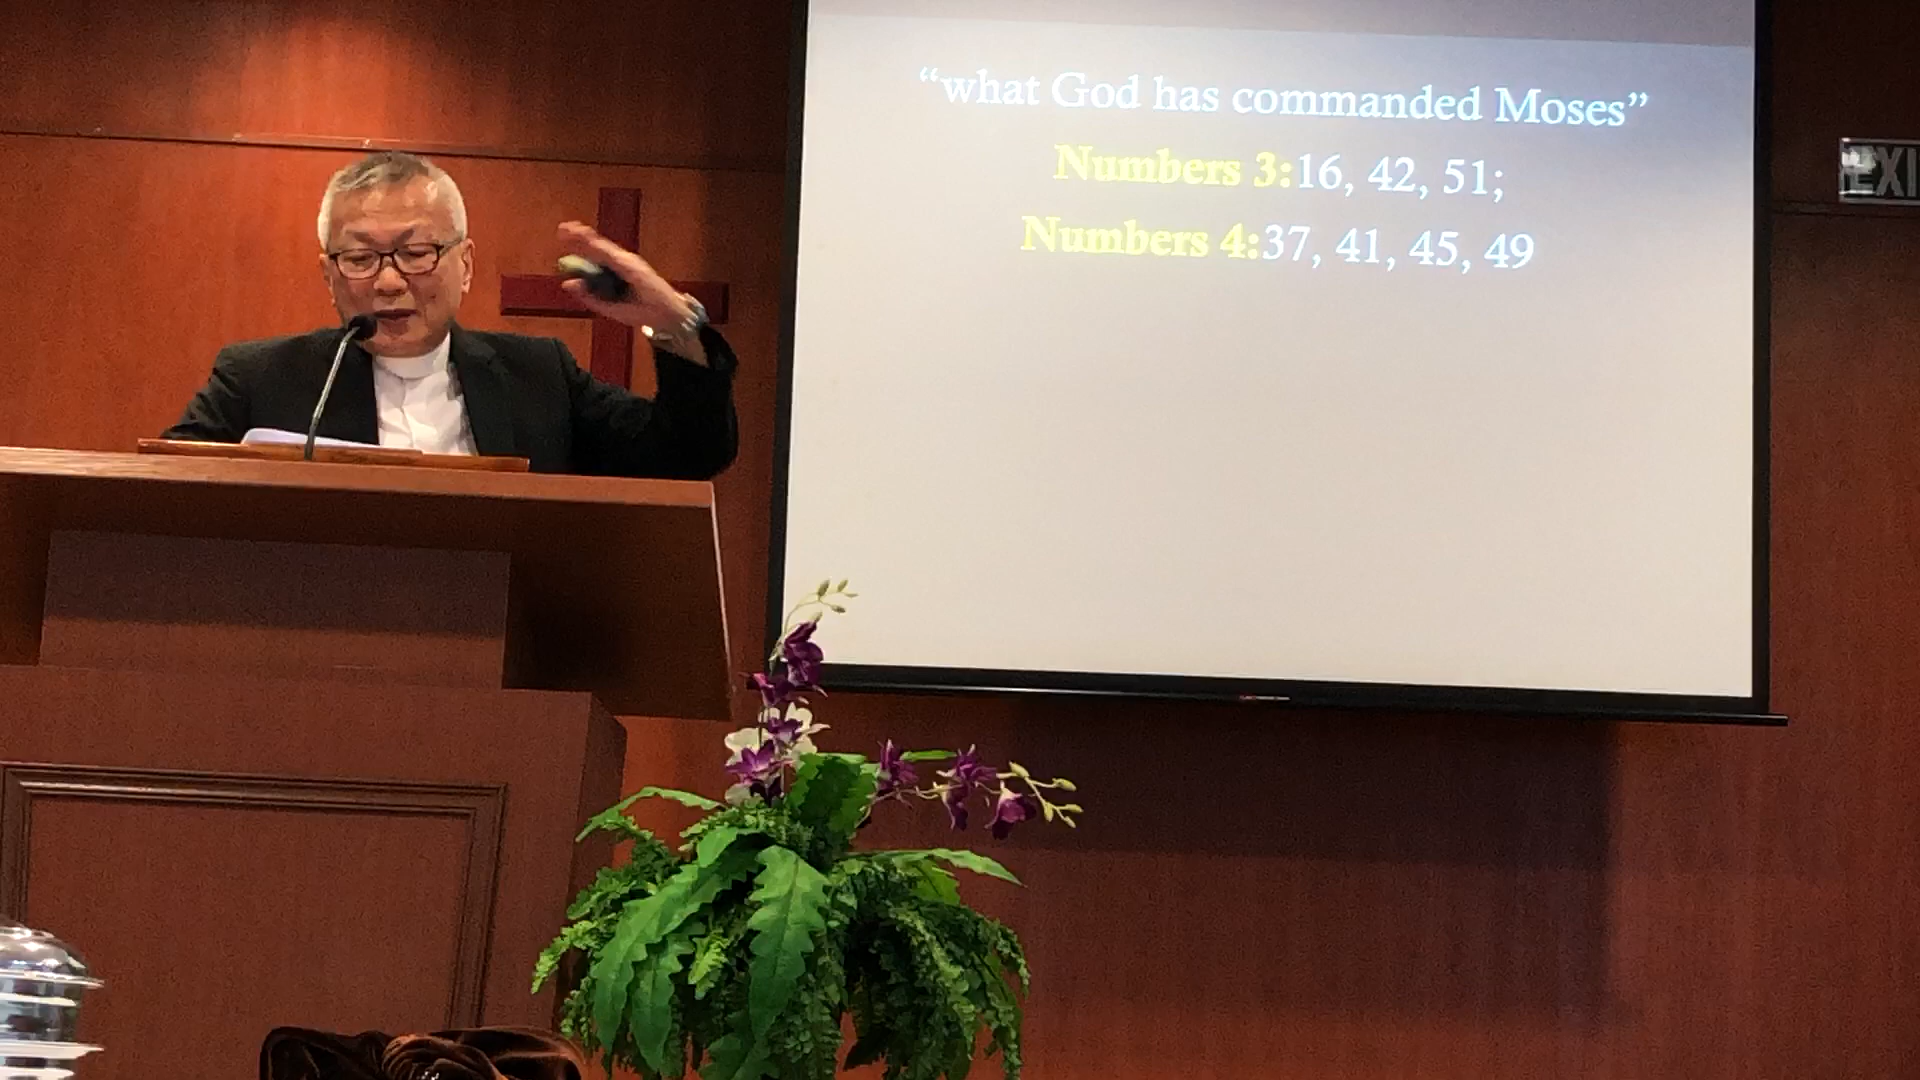 “what God has commanded Moses”
Numbers 3:16, 42, 51;
Numbers 4:37, 41, 45, 49
EXI